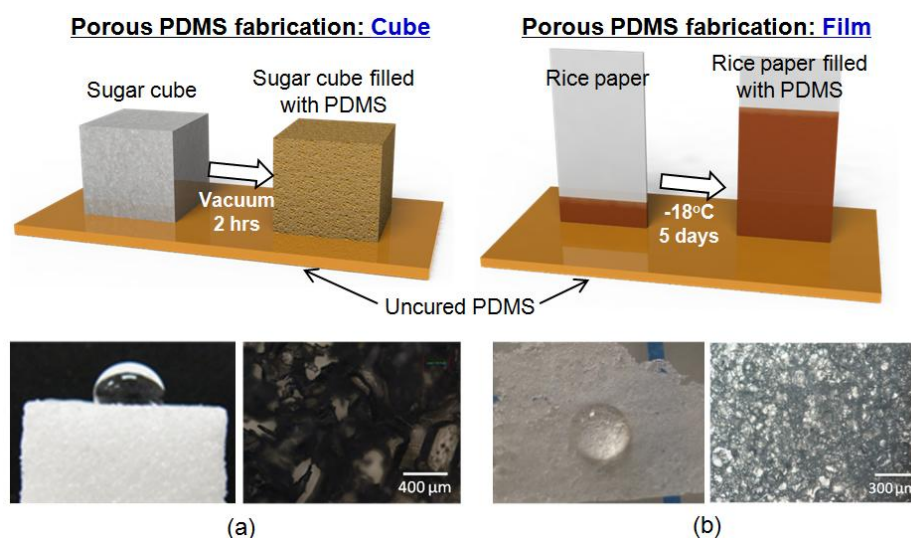 Porous PDMS fabrication: Cube
Sugar cube
Sugar cube filled
with PDMS
Vacuum
2 hrs
Porous PDMS fabrication: Film
Rice paper
Rice paper filled
with PDMS
-18°C
5 days
Uncured PDMS
400 µm
300 µm
(a)
(b)